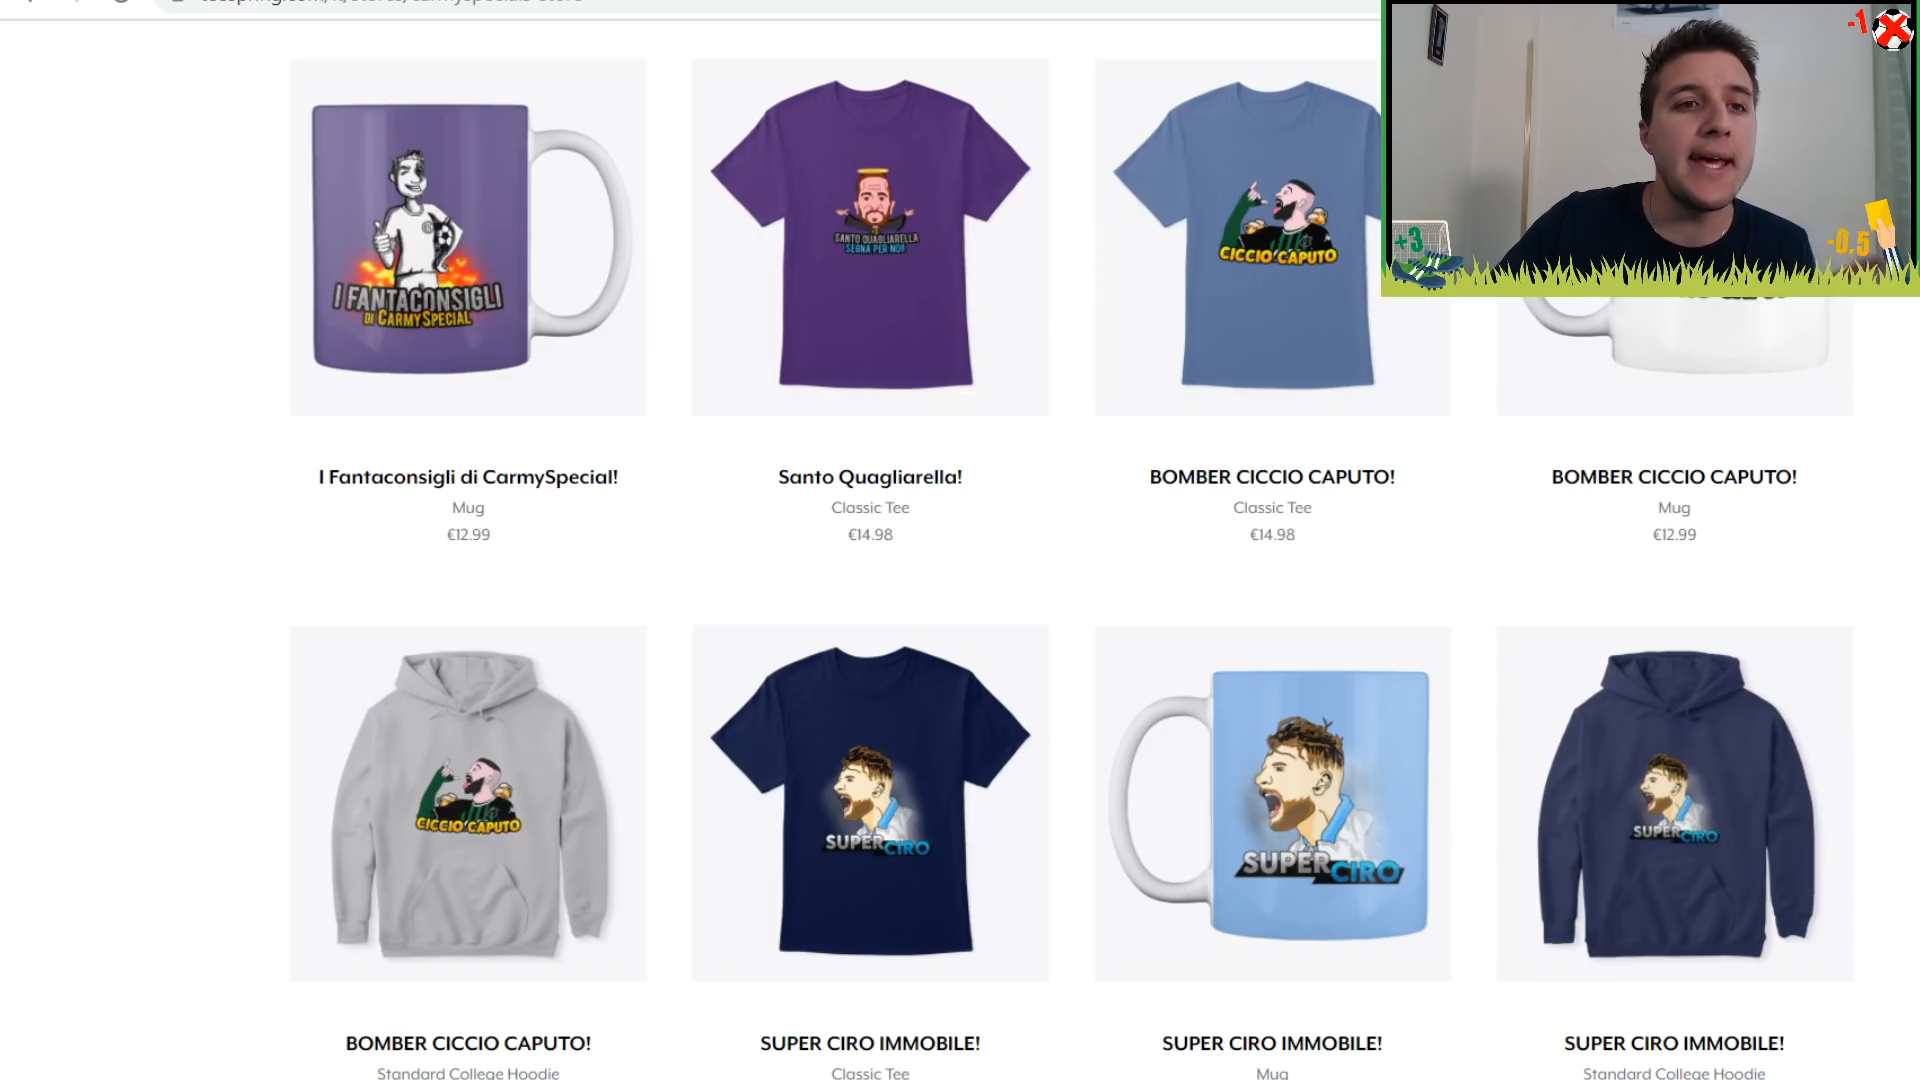 -1
+3
-0.5
I FANTACONSIGLI
DI CARMYSPECIAL
SANTO QUAGLIARELLA
SEGNA PER NOI!
CICCIO CAPUTO
I Fantaconsigli di CarmySpecial!
Mug
€12.99
Santo Quagliarella!
Classic Tee
€14.98
BOMBER CICCIO CAPUTO!
Classic Tee
€14.98
BOMBER CICCIO CAPUTO!
Mug
€12.99
CICCIO CAPUTO
SUPER CIRO
SUPER CIRO
SUPER CIRO
BOMBER CICCIO CAPUTO!
Standard College Hoodie
SUPER CIRO IMMOBILE!
Classic Tee
SUPER CIRO IMMOBILE!
Mug
SUPER CIRO IMMOBILE!
Standard College Hoodie